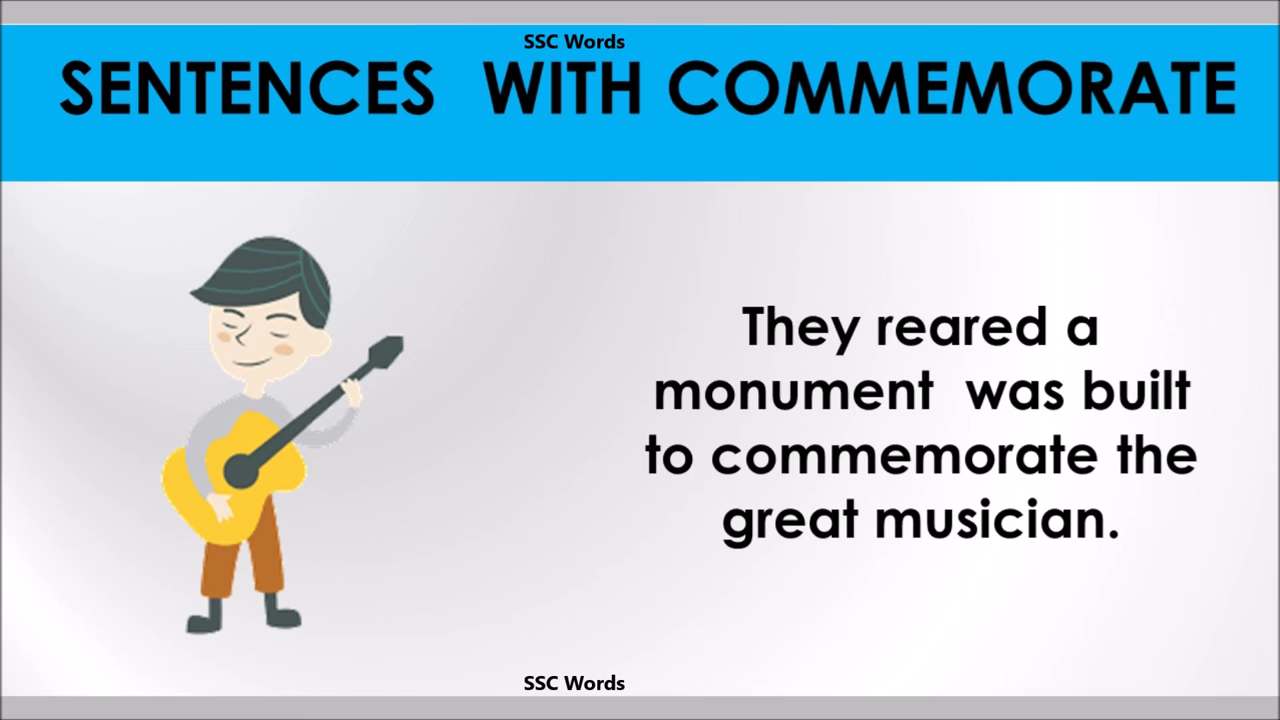 SSC Words
SENTENCES WITH COMMEMORATE
They reared a
monument was built
to commemorate the
great musician.
SSC Words